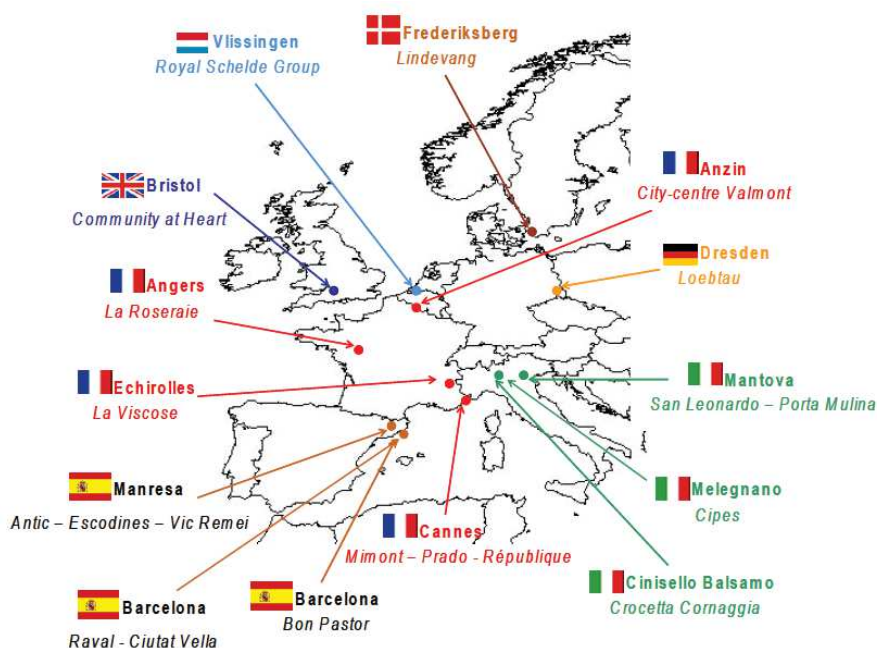 Vlissingen
Royal Schelde Group
Frederiksberg
Lindevang
Anzin
City-centre Valmont
Bristol
Community at Heart
Dresden
Loebtau
Angers
La Roseraie
Echirolles
La Viscose
Mantova
San Leonardo – Porta Mulina
Manresa
Antic – Escodines – Vic Remei
Melegnano
Cipes
Cannes
Mimont – Prado - République
Cinisello Balsamo
Crocetta Cornaggia
Barcelona
Raval - Ciutat Vella
Barcelona
Bon Pastor